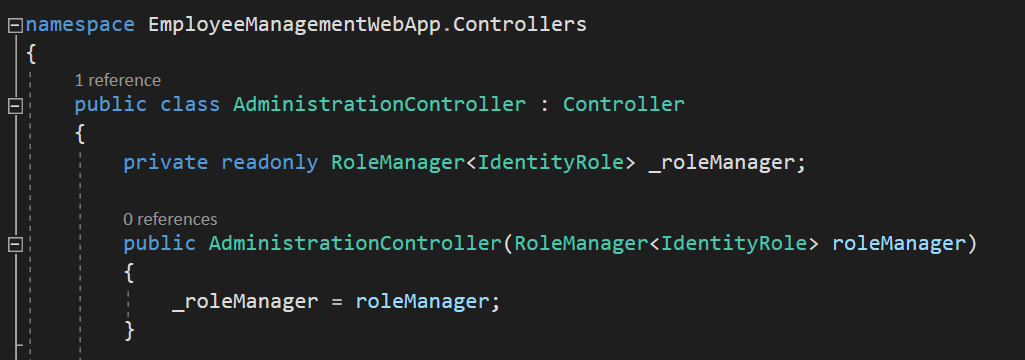 namespace EmployeeManagementWebApp.Controllers
{
1 reference
public class AdministrationController : Controller
{
private readonly RoleManager<IdentityRole> _roleManager;
0 references
public AdministrationController(RoleManager<IdentityRole> roleManager)
{
_roleManager = roleManager;
}